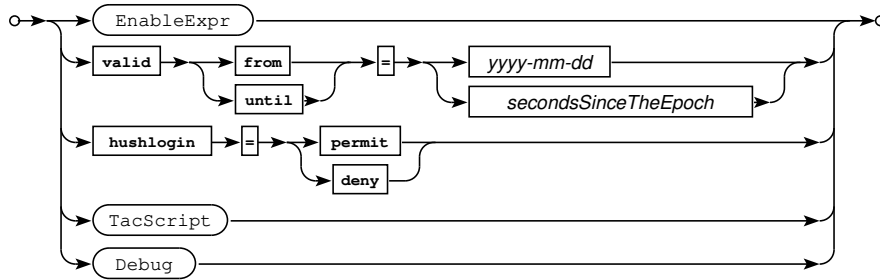 EnableExpr
valid from = yyyy-mm-dd
until secondsSinceTheEpoch
hushlogin = permit
deny
TacScript
Debug